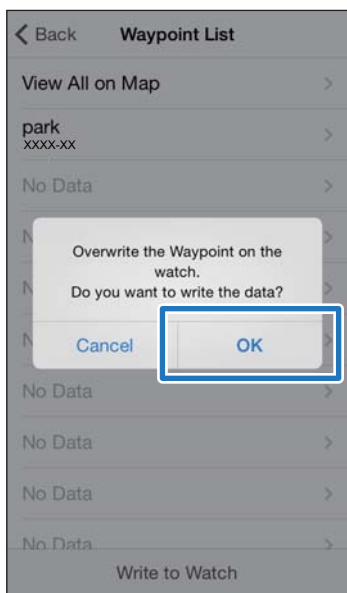 Back Waypoint List
View All on Map
park
XXXX-XX
No Data
N
Overwrite the Waypoint on the
watch.
N
Do you want to write the data?
N
Cancel OK
No Data
No Data
No Data
No Data
Write to Watch